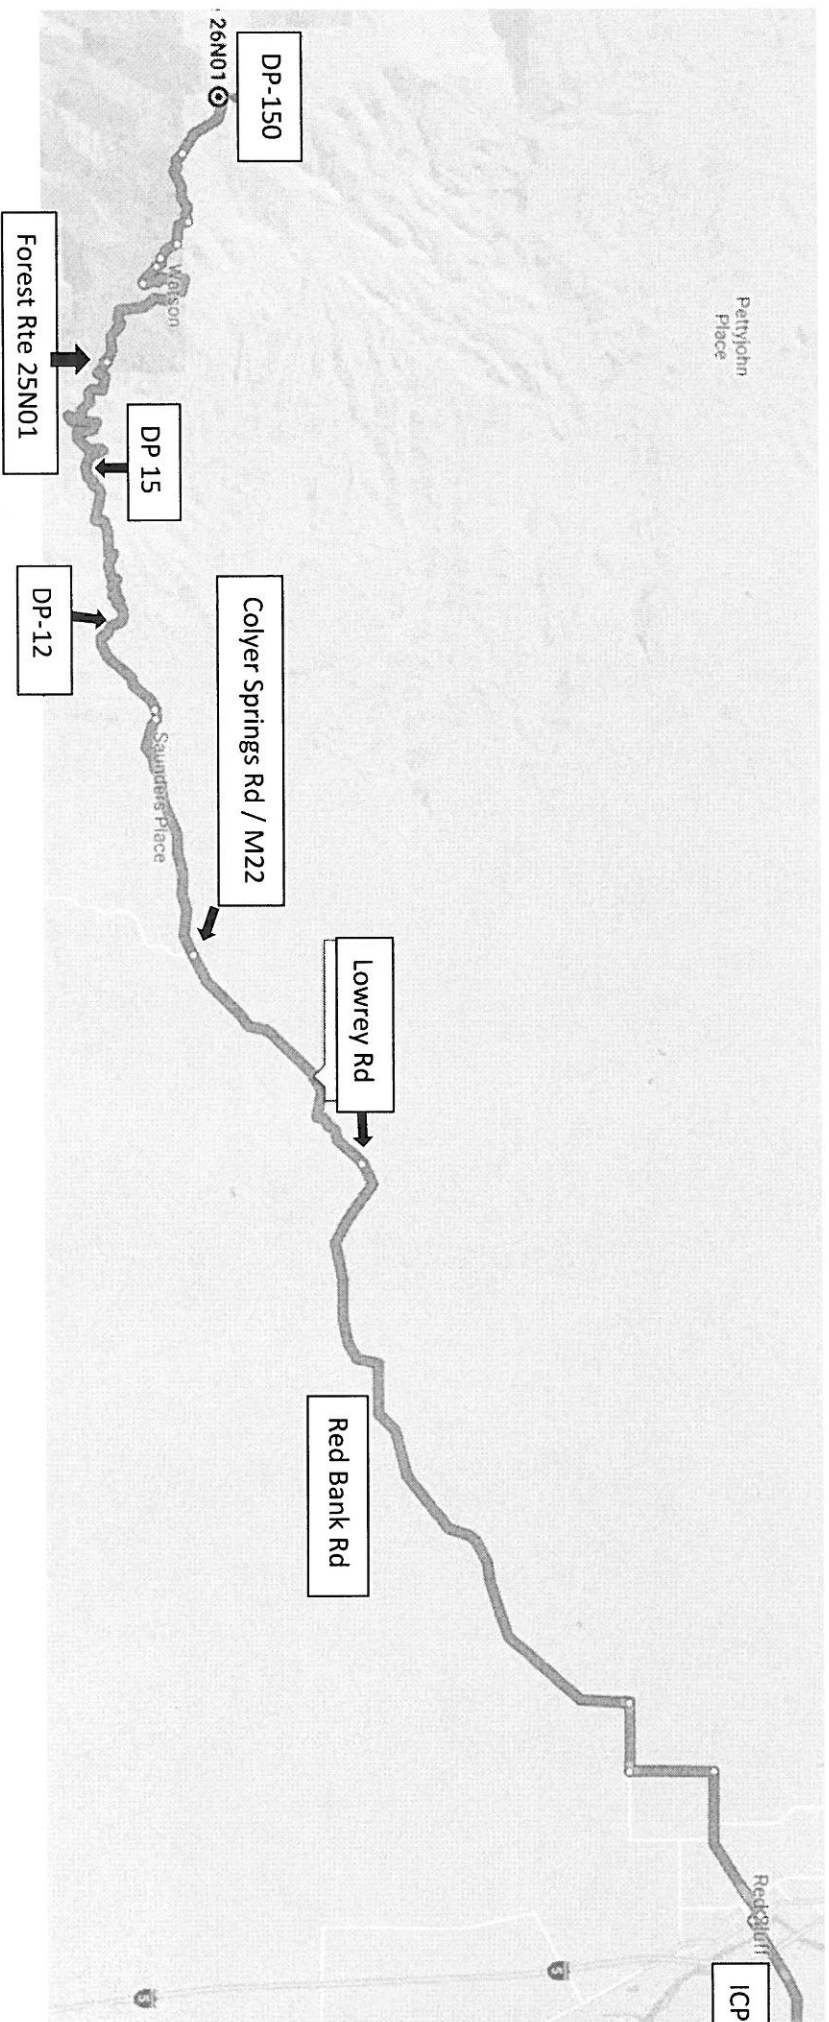 26N01
DP-150
Pettyjohn
Place
Watson
Forest Rte 25N01
DP 15
DP-12
Saunders Place
Colyer Springs Rd / M22
Lowrey Rd
Red Bank Rd
Red Bluff
5
5
ICP